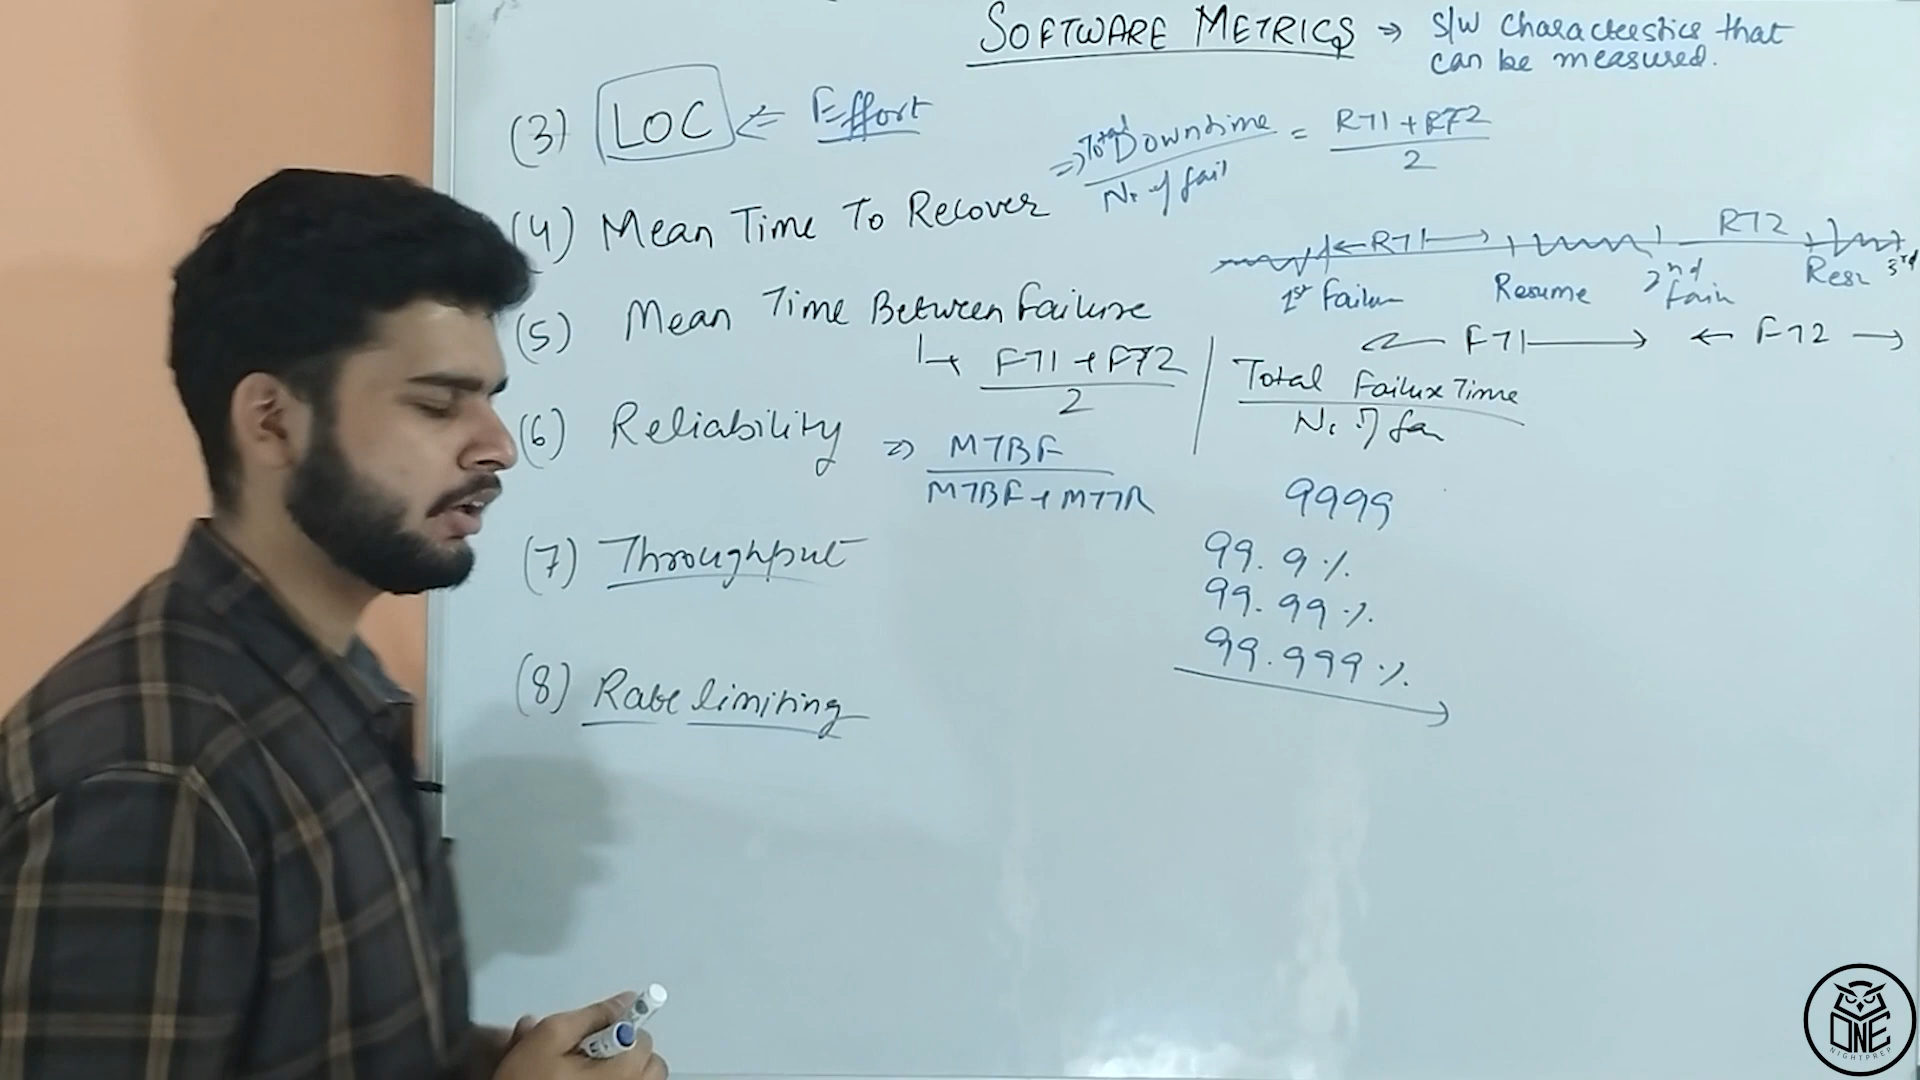 SOFTWARE METRICS → S/W characteristics that
can be measured.
(3) LOC ⇐ Effort
⇒ Total Downtime / No. of fail = RT1 + RT2 / 2
(4) Mean Time To Recover
RT1 RT2
1st Failure Resume 2nd Fail 3rd
(5) Mean Time Between Failure
← FT1 → ← FT2 →
↳ FT1 + FT2 / 2 | Total Failure Time / No. of
(6) Reliability ⇒ MTBF / MTBF + MTTR
9999
(7) Throughput
99.9%
99.99%
99.999%
(8) Rate limiting
ONE
NIGHTPREP